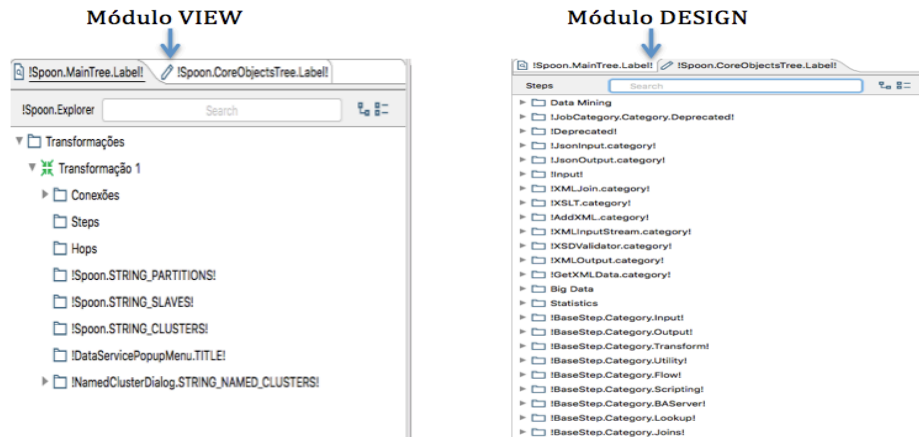 Módulo VIEW
!Spoon.MainTree.Label! !Spoon.CoreObjectsTree.Label!
!Spoon.Explorer Search
Transformações
Transformação 1
Conexões
Steps
Hops
!Spoon.STRING_PARTITIONS!
!Spoon.STRING_SLAVES!
!Spoon.STRING_CLUSTERS!
!DataServicePopupMenu.TITLE!
!NamedClusterDialog.STRING_NAMED_CLUSTERS!
Módulo DESIGN
!Spoon.MainTree.Label! !Spoon.CoreObjectsTree.Label!
Steps Search
Data Mining
!JobCategory.Category.Deprecated!
!Deprecated!
!JsonInput.category!
!JsonOutput.category!
!Input!
!XMLJoin.category!
!XSLT.category!
!AddXML.category!
!XMLInputStream.category!
!XSDValidator.category!
!XMLOutput.category!
!GetXMLData.category!
Big Data
Statistics
!BaseStep.Category.Input!
!BaseStep.Category.Output!
!BaseStep.Category.Transform!
!BaseStep.Category.Utility!
!BaseStep.Category.Flow!
!BaseStep.Category.Scripting!
!BaseStep.Category.BAServer!
!BaseStep.Category.Lookup!
!BaseStep.Category.Joins!